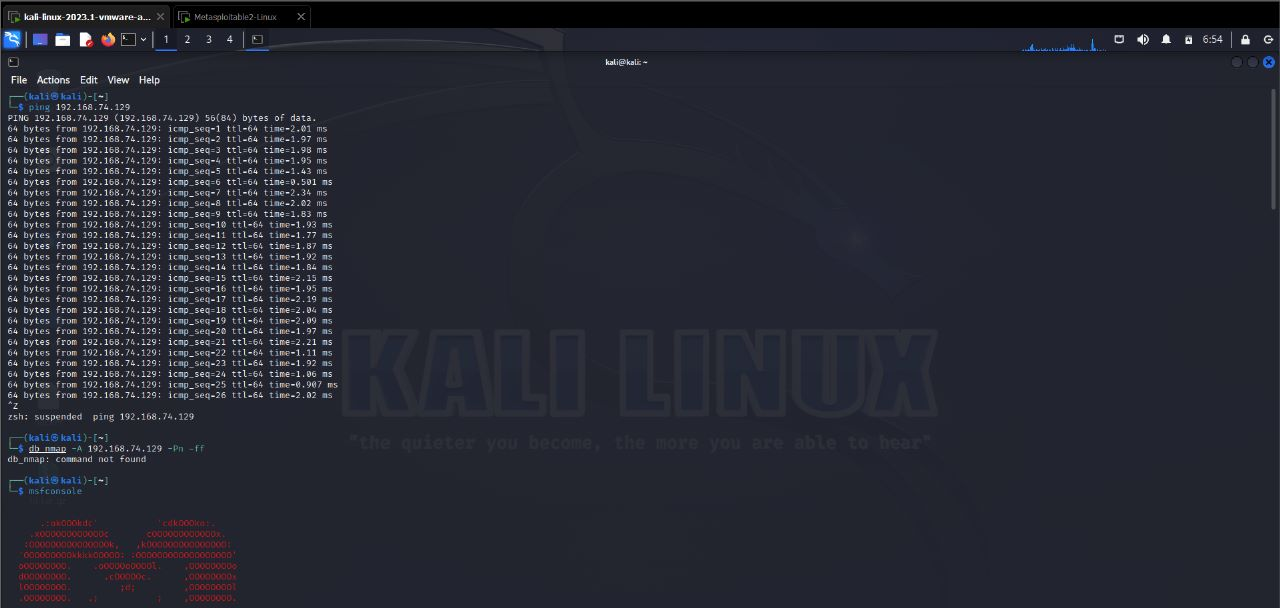 kali-linux-2023.1-vmware-a...
Metasploitable2-Linux
1 2 3 4
6:54
kali@kali: ~
File Actions Edit View Help
┌──(kali㉿kali)-[~]
└─$ ping 192.168.74.129
PING 192.168.74.129 (192.168.74.129) 56(84) bytes of data.
64 bytes from 192.168.74.129: icmp_seq=1 ttl=64 time=2.01 ms
64 bytes from 192.168.74.129: icmp_seq=2 ttl=64 time=1.97 ms
64 bytes from 192.168.74.129: icmp_seq=3 ttl=64 time=1.98 ms
64 bytes from 192.168.74.129: icmp_seq=4 ttl=64 time=1.95 ms
64 bytes from 192.168.74.129: icmp_seq=5 ttl=64 time=1.43 ms
64 bytes from 192.168.74.129: icmp_seq=6 ttl=64 time=0.501 ms
64 bytes from 192.168.74.129: icmp_seq=7 ttl=64 time=2.34 ms
64 bytes from 192.168.74.129: icmp_seq=8 ttl=64 time=2.02 ms
64 bytes from 192.168.74.129: icmp_seq=9 ttl=64 time=1.83 ms
64 bytes from 192.168.74.129: icmp_seq=10 ttl=64 time=1.93 ms
64 bytes from 192.168.74.129: icmp_seq=11 ttl=64 time=1.77 ms
64 bytes from 192.168.74.129: icmp_seq=12 ttl=64 time=1.87 ms
64 bytes from 192.168.74.129: icmp_seq=13 ttl=64 time=1.92 ms
64 bytes from 192.168.74.129: icmp_seq=14 ttl=64 time=1.84 ms
64 bytes from 192.168.74.129: icmp_seq=15 ttl=64 time=2.15 ms
64 bytes from 192.168.74.129: icmp_seq=16 ttl=64 time=1.95 ms
64 bytes from 192.168.74.129: icmp_seq=17 ttl=64 time=2.19 ms
64 bytes from 192.168.74.129: icmp_seq=18 ttl=64 time=2.04 ms
64 bytes from 192.168.74.129: icmp_seq=19 ttl=64 time=2.09 ms
64 bytes from 192.168.74.129: icmp_seq=20 ttl=64 time=1.97 ms
64 bytes from 192.168.74.129: icmp_seq=21 ttl=64 time=2.21 ms
64 bytes from 192.168.74.129: icmp_seq=22 ttl=64 time=1.11 ms
64 bytes from 192.168.74.129: icmp_seq=23 ttl=64 time=1.92 ms
64 bytes from 192.168.74.129: icmp_seq=24 ttl=64 time=1.06 ms
64 bytes from 192.168.74.129: icmp_seq=25 ttl=64 time=0.907 ms
64 bytes from 192.168.74.129: icmp_seq=26 ttl=64 time=2.02 ms
^Z
zsh: suspended  ping 192.168.74.129
┌──(kali㉿kali)-[~]
└─$ db_nmap -A 192.168.74.129 -Pn -ff
db_nmap: command not found
┌──(kali㉿kali)-[~]
└─$ msfconsole
KALI LINUX
"the quieter you become, the more you are able to hear"